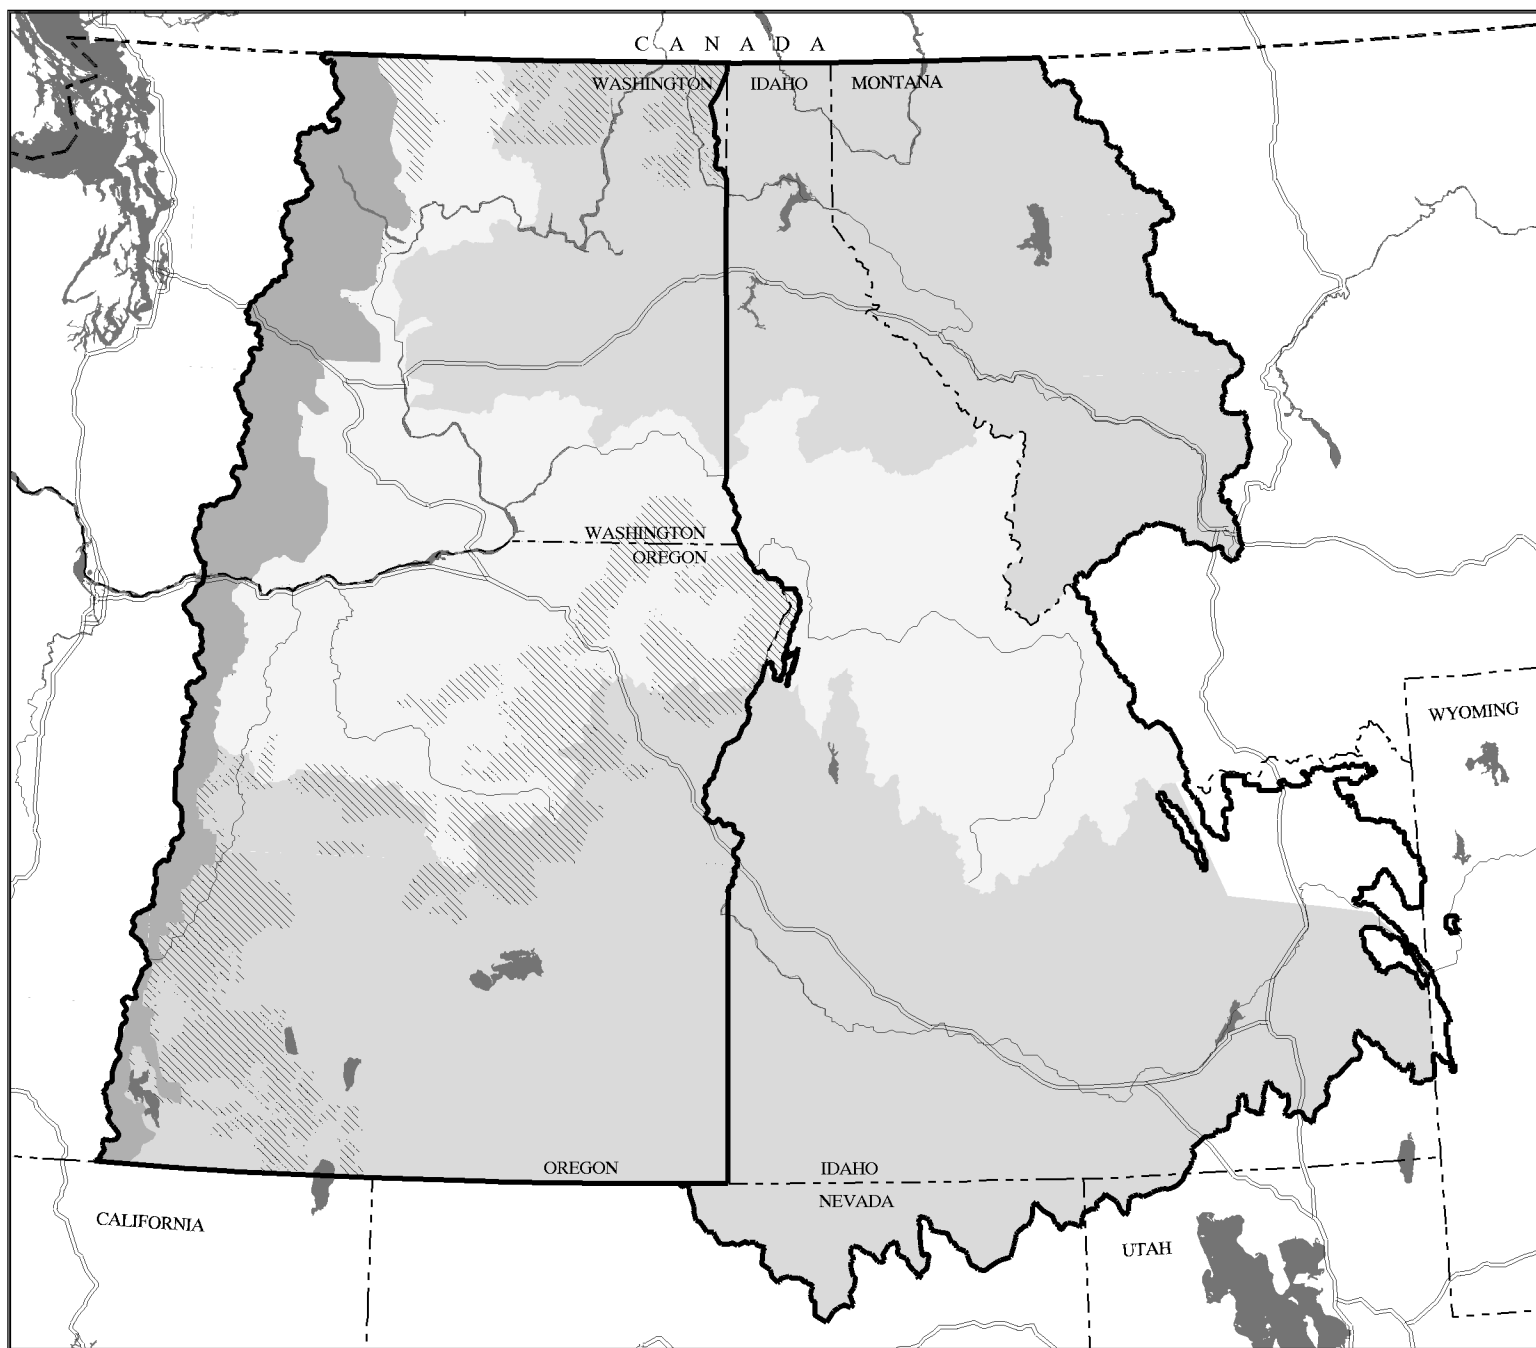 C A N A D A
WASHINGTON
IDAHO
MONTANA
WASHINGTON
OREGON
WYOMING
OREGON
IDAHO
NEVADA
CALIFORNIA
UTAH